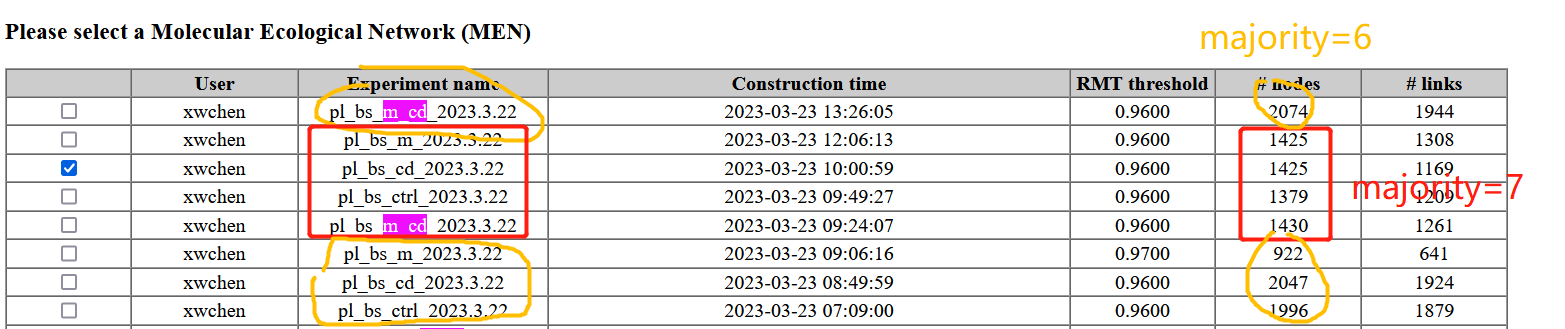 majority=6
Please select a Molecular Ecological Network (MEN)
User Experiment name Construction time RMT threshold # nodes # links
xwchen pl_bs_m_cd_2023.3.22 2023-03-23 13:26:05 0.9600 2074 1944
xwchen pl_bs_m_2023.3.22 2023-03-23 12:06:13 0.9600 1425 1308
xwchen pl_bs_cd_2023.3.22 2023-03-23 10:00:59 0.9600 1425 1169
xwchen pl_bs_ctrl_2023.3.22 2023-03-23 09:49:27 0.9600 1379 1209
majority=7
xwchen pl_bs_m_cd_2023.3.22 2023-03-23 09:24:07 0.9600 1430 1261
xwchen pl_bs_m_2023.3.22 2023-03-23 09:06:16 0.9700 922 641
xwchen pl_bs_cd_2023.3.22 2023-03-23 08:49:59 0.9600 2047 1924
xwchen pl_bs_ctrl_2023.3.22 2023-03-23 07:09:00 0.9600 1996 1879